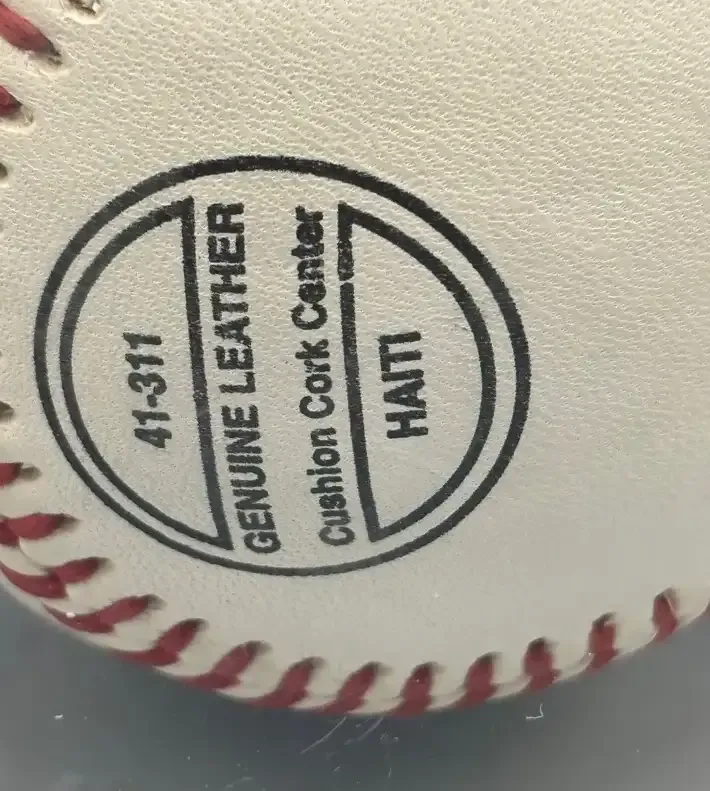 41-311
GENUINE LEATHER
Cushion Cork Center
HAITI